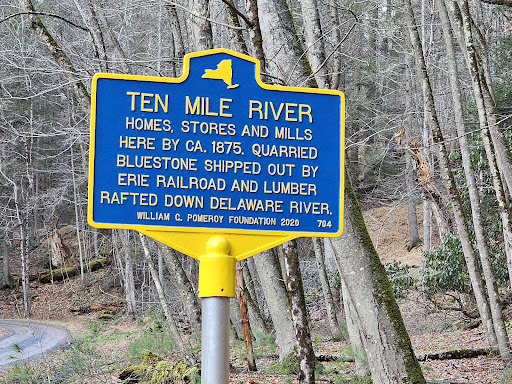 TEN MILE RIVER
HOMES, STORES AND MILLS
HERE BY CA. 1875. QUARRIED
BLUESTONE SHIPPED OUT BY
ERIE RAILROAD AND LUMBER
RAFTED DOWN DELAWARE RIVER.
WILLIAM G. POMEROY FOUNDATION 2020 704